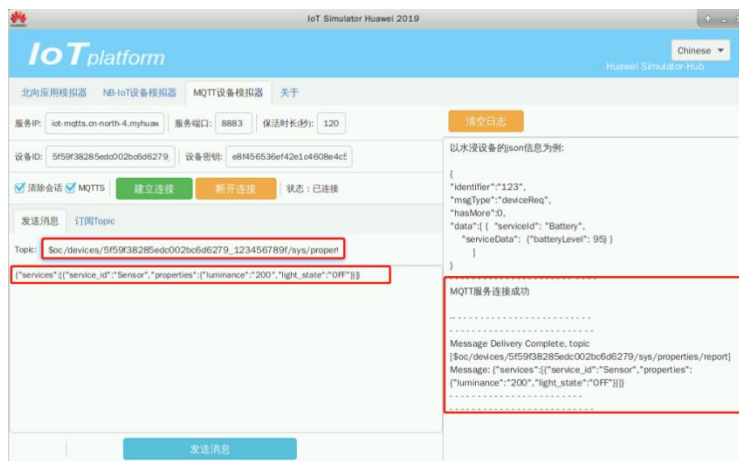 IoT Simulator Huawei 2019
IoTplatform
Chinese
Huawei Simulator-Hub
北向应用模拟器 NB-IoT设备模拟器 MQTT设备模拟器 关于
服务IP: iot-mqtts.cn-north-4.myhuaw 服务端口: 8883 保活时长(秒): 120
清空日志
设备ID: 5f59f38285edc002bc6d6279_ 设备密钥: e8f456536ef42e1c4608e4c5
清除会话 MQTTS 建立连接 断开连接 状态：已连接
发送消息 订阅Topic
Topic: $oc/devices/5f59f38285edc002bc6d6279_123456789f/sys/propert
{"services":[{"service_id":"Sensor","properties":{"luminance":"200","light_state":"OFF"}}]}
发送消息
以水浸设备的json信息为例:
{
"identifier":"123",
"msgType":"deviceReq",
"hasMore":0,
"data":[ { "serviceId": "Battery",
"serviceData": {"batteryLevel": 95} }
]
}
- - - - - - - - - - - - - - - - - - - - - - - -
MQTT服务连接成功
.. - - - - - - - - - - - - - - - - - - - - - -
- - - - - - - - - - - - - - - - - - - - - - - -
Message Delivery Complete, topic
[$oc/devices/5f59f38285edc002bc6d6279/sys/properties/report]
Message: {"services":[{"service_id":"Sensor","properties":
{"luminance":"200","light_state":"OFF"}}]}
- - - - - - - - - - - - - - - - - - - - - -
- - - - - - - - - - - - - - - - - - - - - - - -